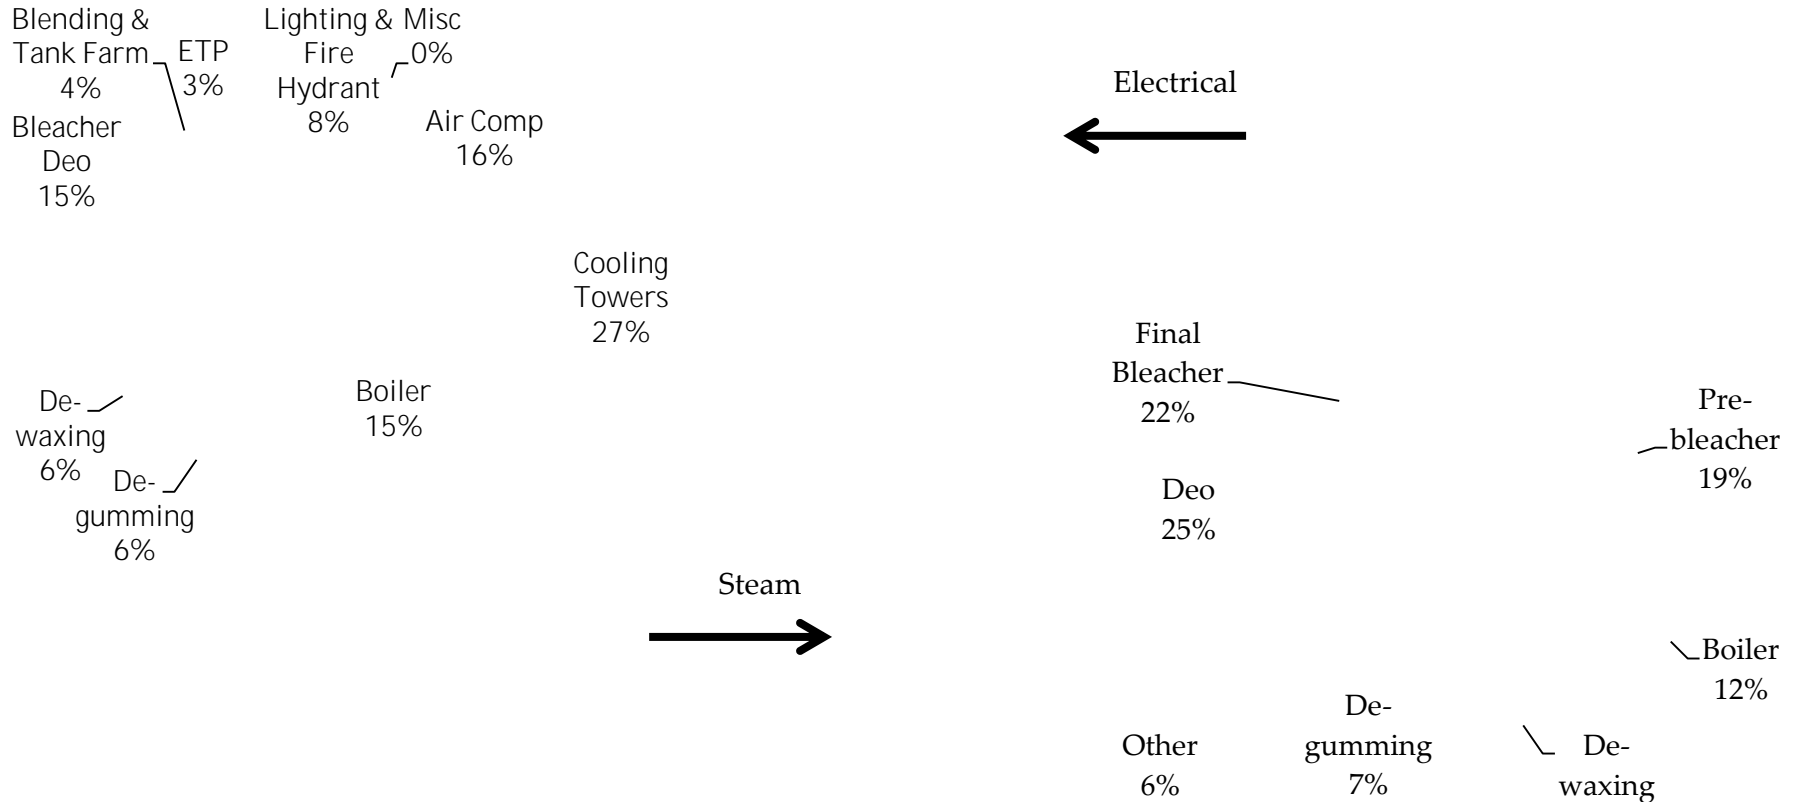 Blending &
Tank Farm
4%
ETP
3%
Lighting &
Fire
Hydrant
8%
Misc
0%
Air Comp
16%
Bleacher
Deo
15%
Cooling
Towers
27%
Boiler
15%
De-
waxing
6%
De-
gumming
6%
Electrical
Steam
Final
Bleacher
22%
Pre-
bleacher
19%
Deo
25%
Boiler
12%
Other
6%
De-
gumming
7%
De-
waxing